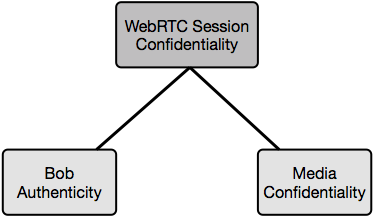 WebRTC Session
Confidentiality
Bob
Authenticity
Media
Confidentiality